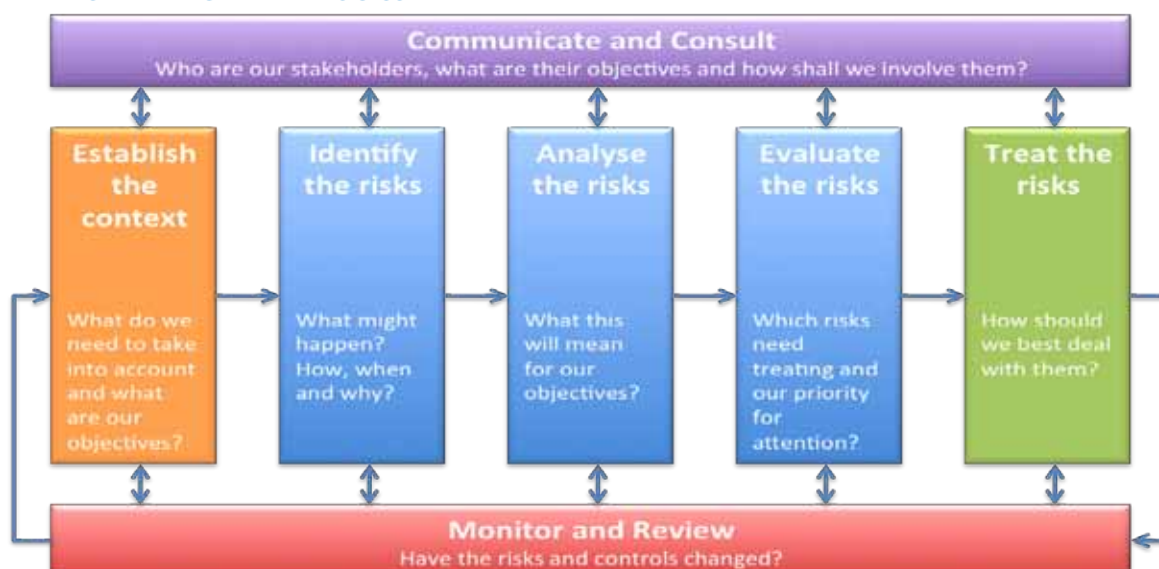 Communicate and Consult
Who are our stakeholders, what are their objectives and how shall we involve them?
Establish
the
context
What do we
need to take
into account
and what
are our
objectives?
Identify
the risks
What might
happen?
How, when
and why?
Analyse
the risks
What this
will mean
for our
objectives?
Evaluate
the risks
Which risks
need
treating and
our priority
for
attention?
Treat the
risks
How should
we best deal
with them?
Monitor and Review
Have the risks and controls changed?